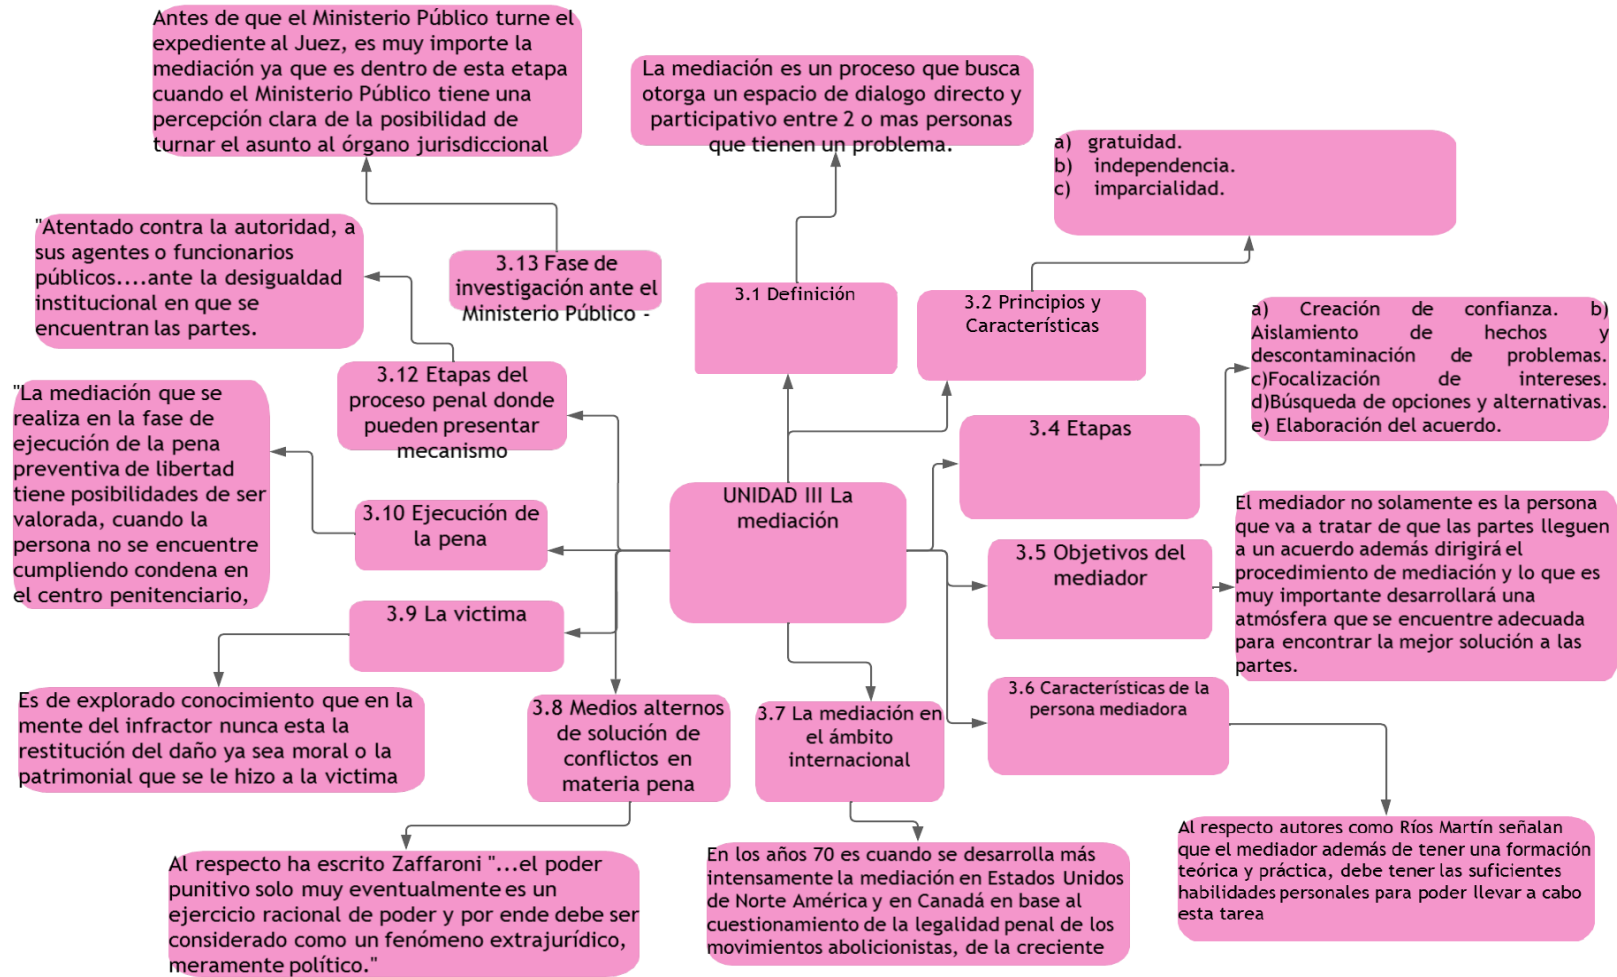 Antes de que el Ministerio Público turne el
expediente al Juez, es muy importe la
mediación ya que es dentro de esta etapa
cuando el Ministerio Público tiene una
percepción clara de la posibilidad de
turnar el asunto al órgano jurisdiccional
La mediación es un proceso que busca
otorga un espacio de dialogo directo y
participativo entre 2 o mas personas
que tienen un problema.
a) gratuidad.
b) independencia.
c) imparcialidad.
"Atentado contra la autoridad, a
sus agentes o funcionarios
públicos....ante la desigualdad
institucional en que se
encuentran las partes.
3.13 Fase de
investigación ante el
Ministerio Público -
3.1 Definición
3.2 Principios y
Características
a) Creación de confianza. b)
Aislamiento de hechos y
descontaminación de problemas.
c)Focalización de intereses.
d)Búsqueda de opciones y alternativas.
e) Elaboración del acuerdo.
3.12 Etapas del
proceso penal donde
pueden presentar
mecanismo
"La mediación que se
realiza en la fase de
ejecución de la pena
preventiva de libertad
tiene posibilidades de ser
valorada, cuando la
persona no se encuentre
cumpliendo condena en
el centro penitenciario,
3.4 Etapas
UNIDAD III La
mediación
3.10 Ejecución de
la pena
El mediador no solamente es la persona
que va a tratar de que las partes lleguen
a un acuerdo además dirigirá el
procedimiento de mediación y lo que es
muy importante desarrollará una
atmósfera que se encuentre adecuada
para encontrar la mejor solución a las
partes.
3.5 Objetivos del
mediador
3.9 La victima
Es de explorado conocimiento que en la
mente del infractor nunca esta la
restitución del daño ya sea moral o la
patrimonial que se le hizo a la victima
3.8 Medios alternos
de solución de
conflictos en
materia pena
3.7 La mediación en
el ámbito
internacional
3.6 Características de la
persona mediadora
Al respecto ha escrito Zaffaroni "...el poder
punitivo solo muy eventualmente es un
ejercicio racional de poder y por ende debe ser
considerado como un fenómeno extrajurídico,
meramente político."
En los años 70 es cuando se desarrolla más
intensamente la mediación en Estados Unidos
de Norte América y en Canadá en base al
cuestionamiento de la legalidad penal de los
movimientos abolicionistas, de la creciente
Al respecto autores como Ríos Martín señalan
que el mediador además de tener una formación
teórica y práctica, debe tener las suficientes
habilidades personales para poder llevar a cabo
esta tarea